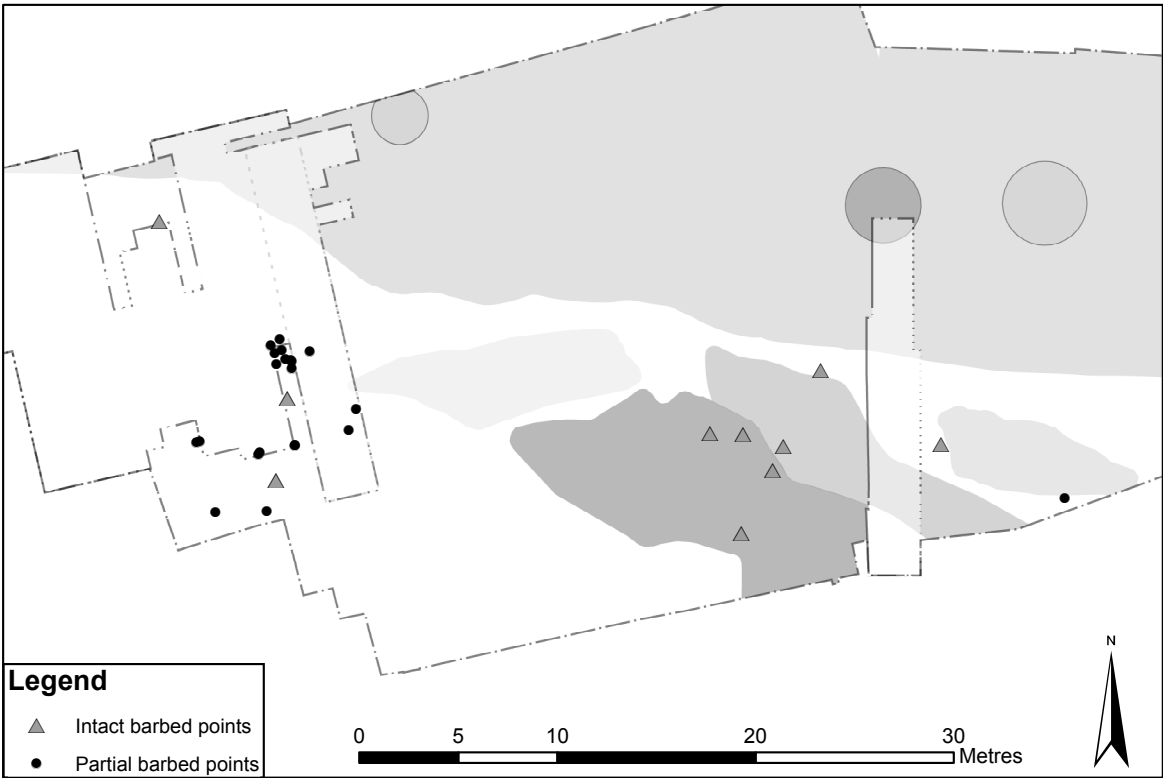 N
Legend
Intact barbed points
Partial barbed points
0 5 10 20 30
Metres